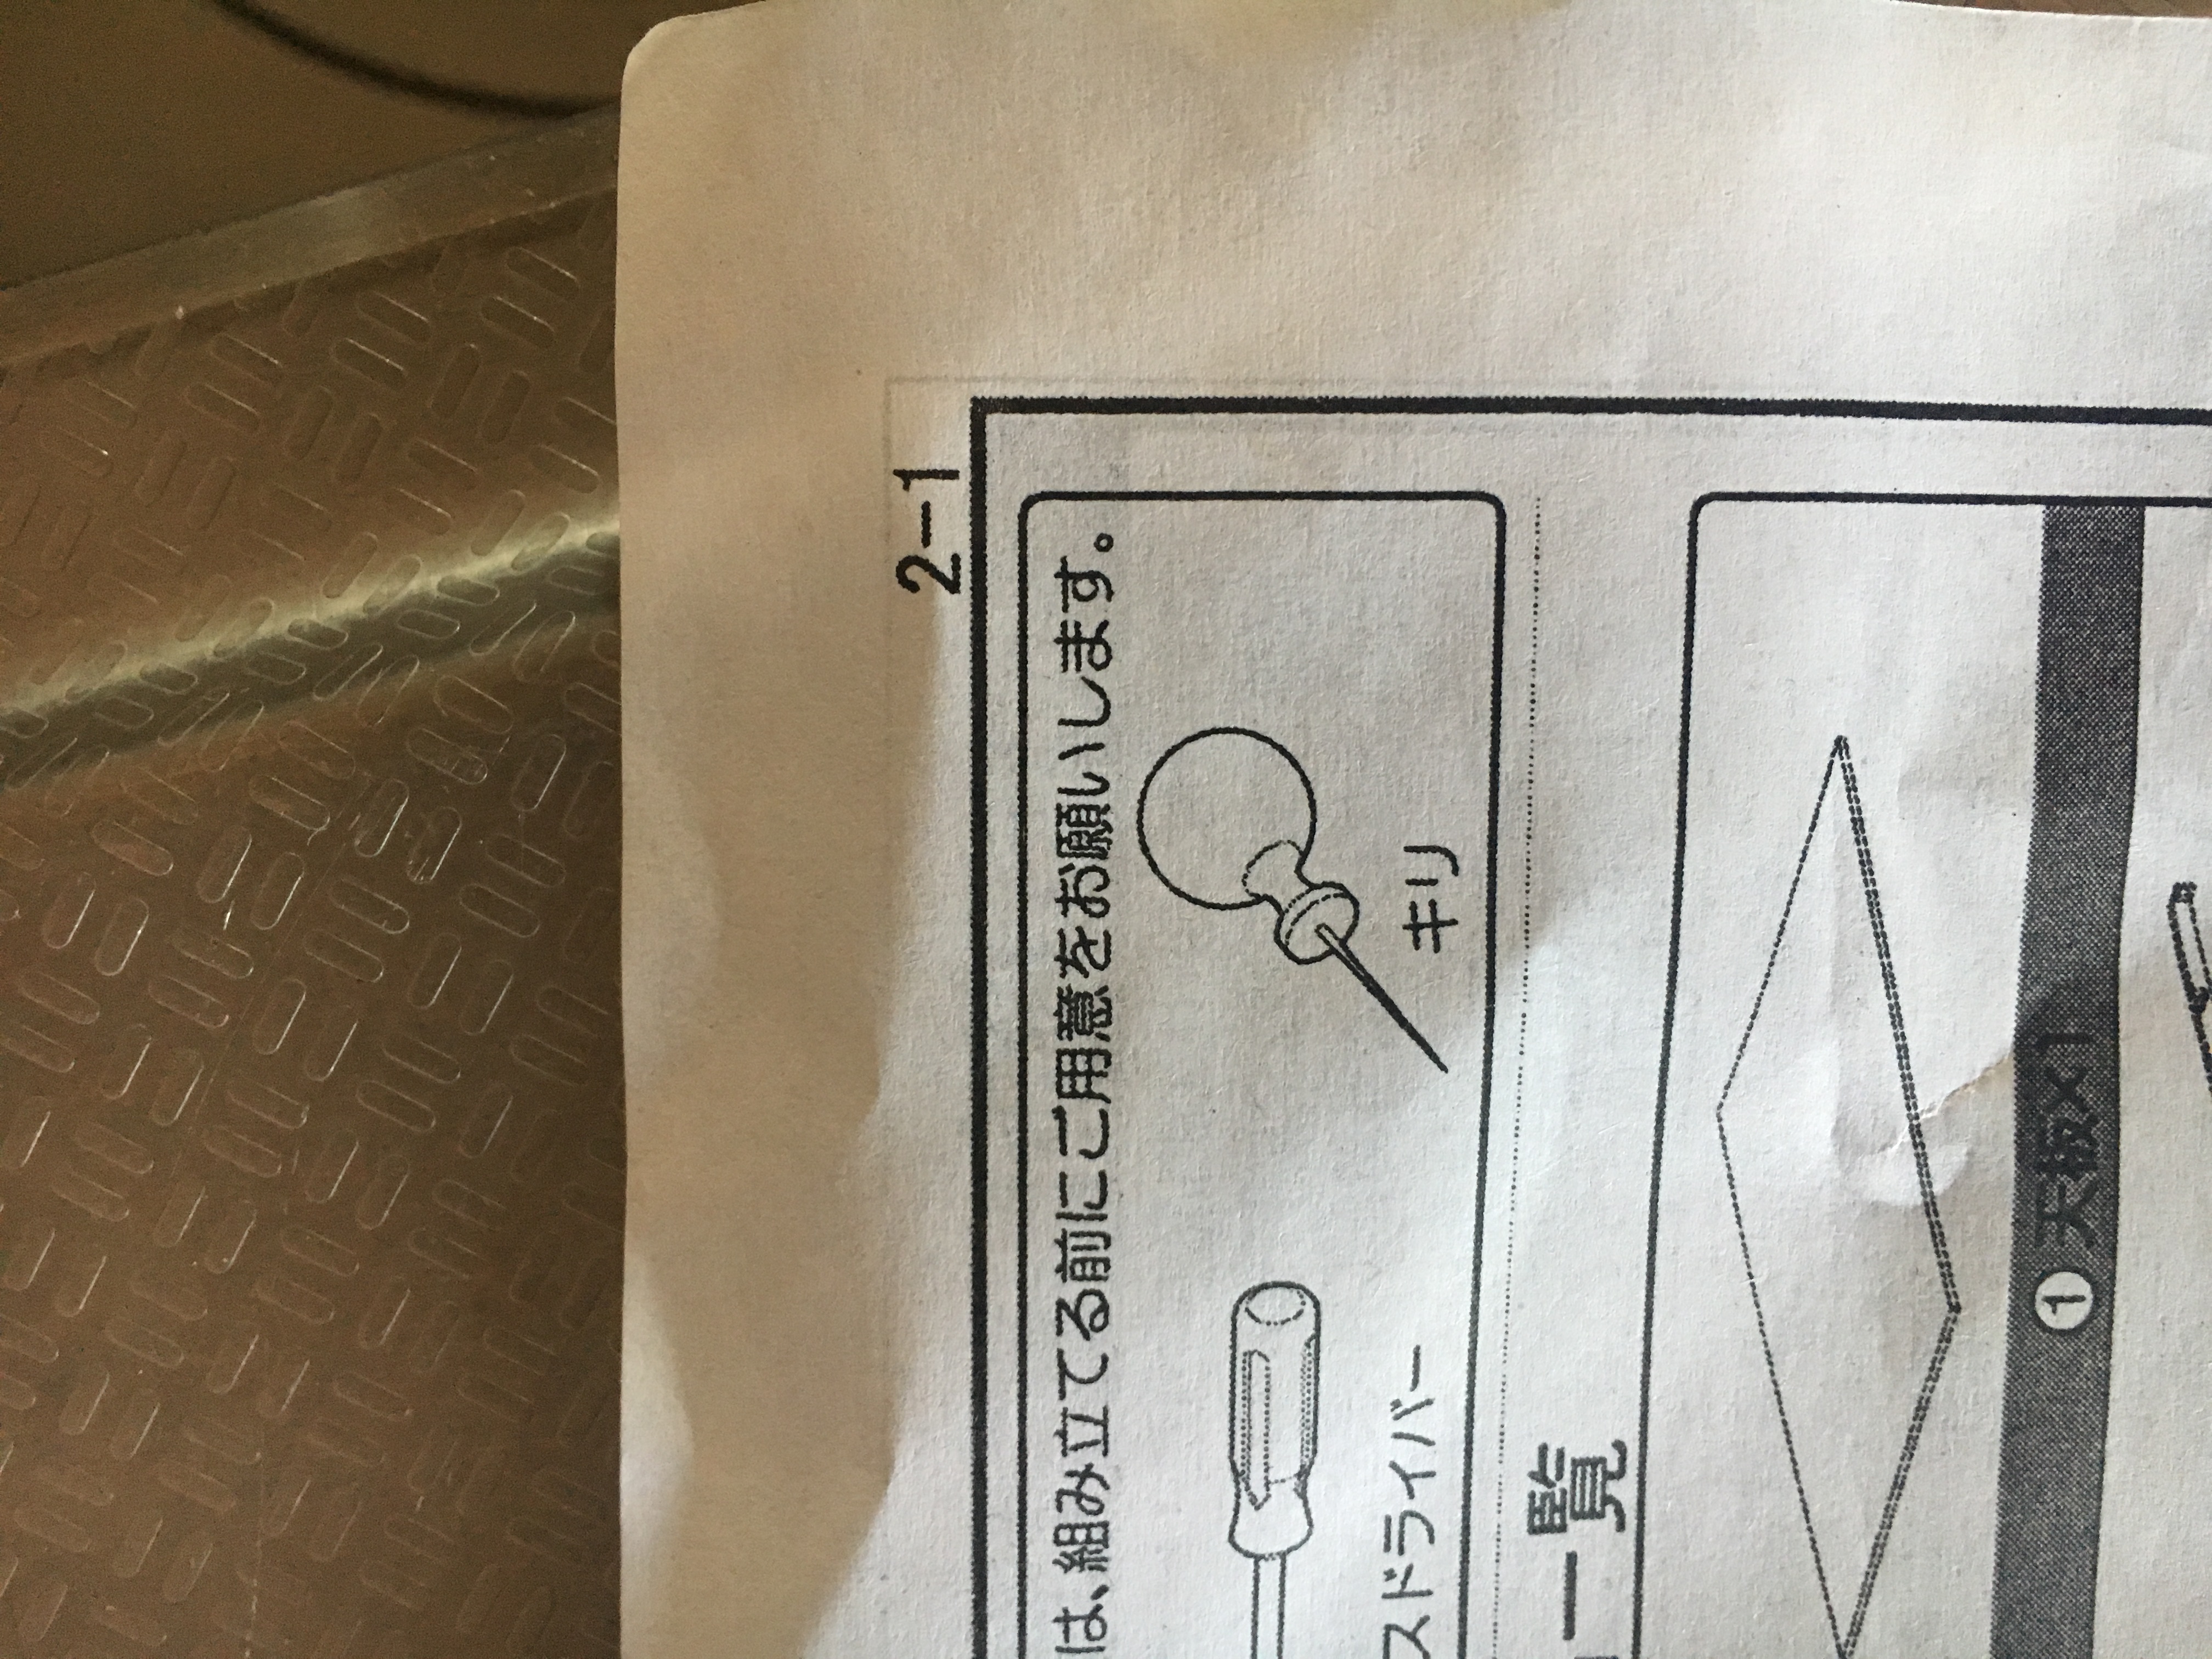 2-1
は、組み立てる前にご用意をお願いします。
スドライバー
キリ
一覧
① 天板×1